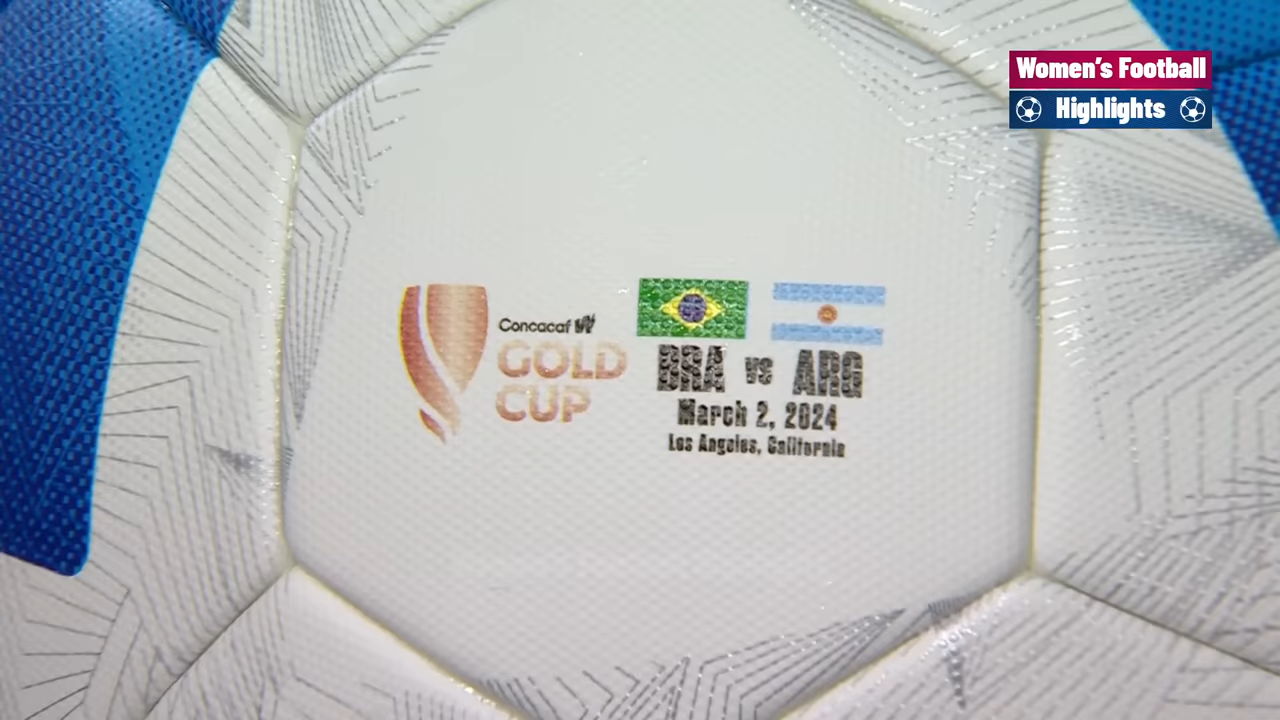 Women's Football
Highlights
Concacaf W
GOLD
CUP
BRA vs ARG
March 2, 2024
Los Angeles, California